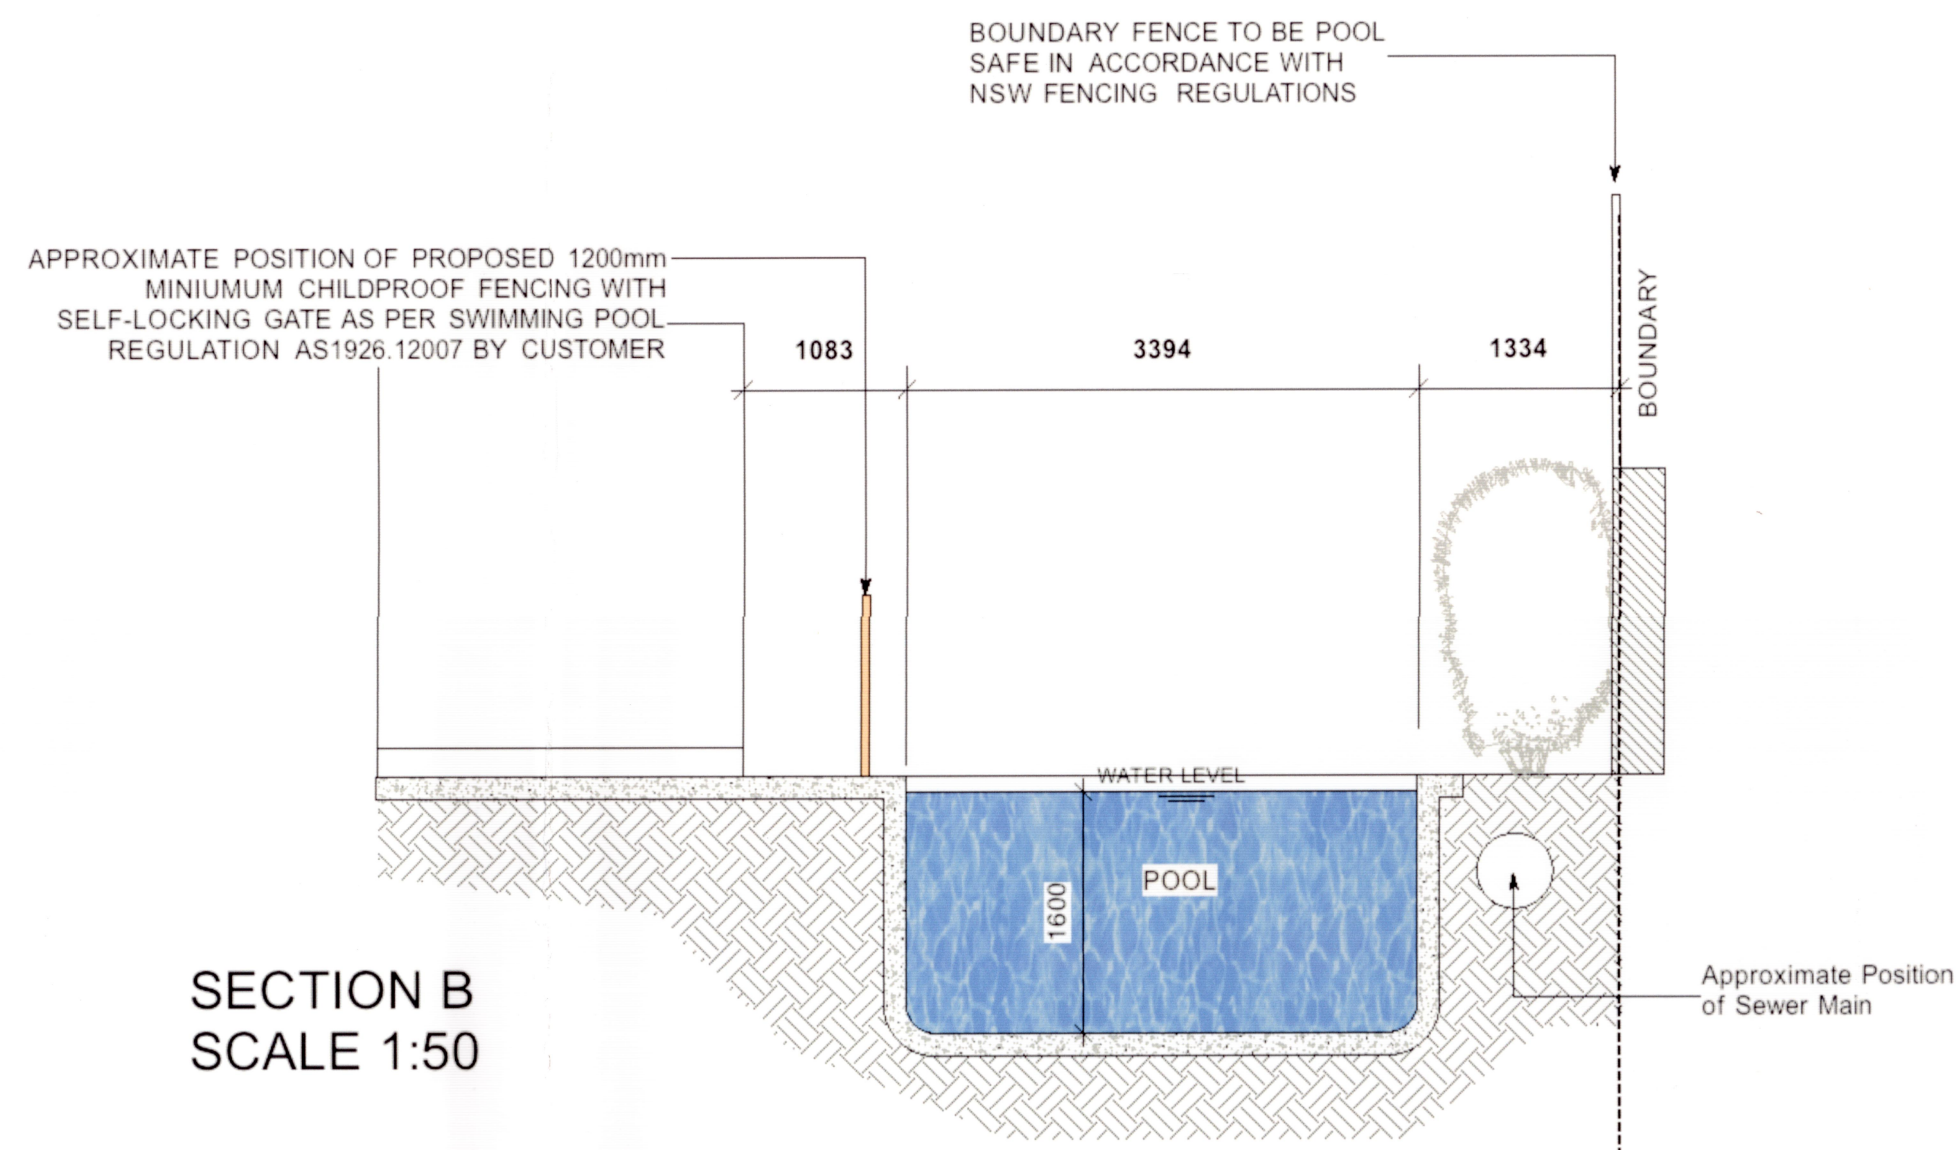 BOUNDARY FENCE TO BE POOL
SAFE IN ACCORDANCE WITH
NSW FENCING REGULATIONS
APPROXIMATE POSITION OF PROPOSED 1200mm
MINIUMUM CHILDPROOF FENCING WITH
SELF-LOCKING GATE AS PER SWIMMING POOL
REGULATION AS1926.12007 BY CUSTOMER
1083
3394
1334
BOUNDARY
WATER LEVEL
POOL
1600
SECTION B
SCALE 1:50
Approximate Position
of Sewer Main